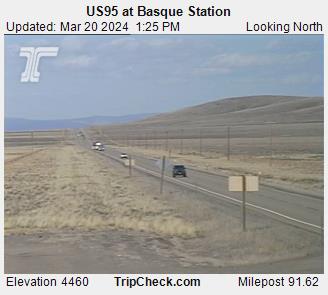 US95 at Basque Station
Updated: Mar 20 2024 1:25 PM Looking North
Elevation 4460 TripCheck.com Milepost 91.62